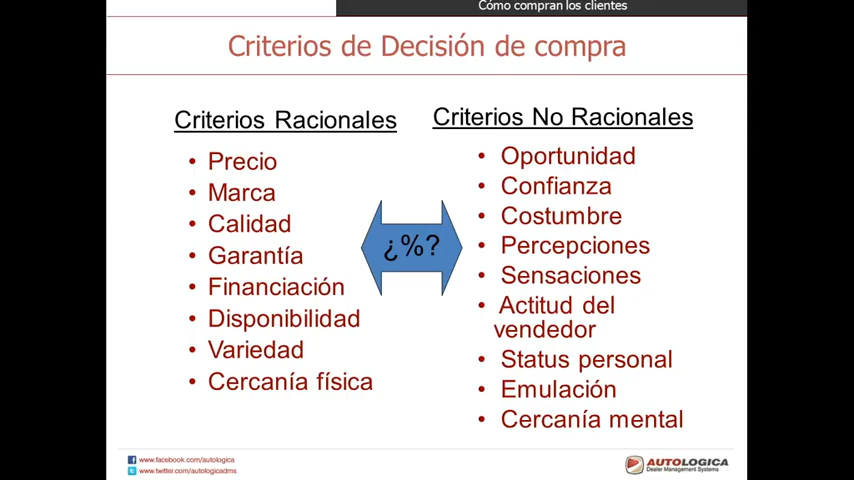 Cómo compran los clientes
Criterios de Decisión de compra
Criterios Racionales
• Precio
• Marca
• Calidad
• Garantía
• Financiación
• Disponibilidad
• Variedad
• Cercanía física
¿%?
Criterios No Racionales
• Oportunidad
• Confianza
• Costumbre
• Percepciones
• Sensaciones
• Actitud del
vendedor
• Status personal
• Emulación
• Cercanía mental
www.facebook.com/autologica
www.twitter.com/autologicadms
AUTOLOGICA
Dealer Management Systems